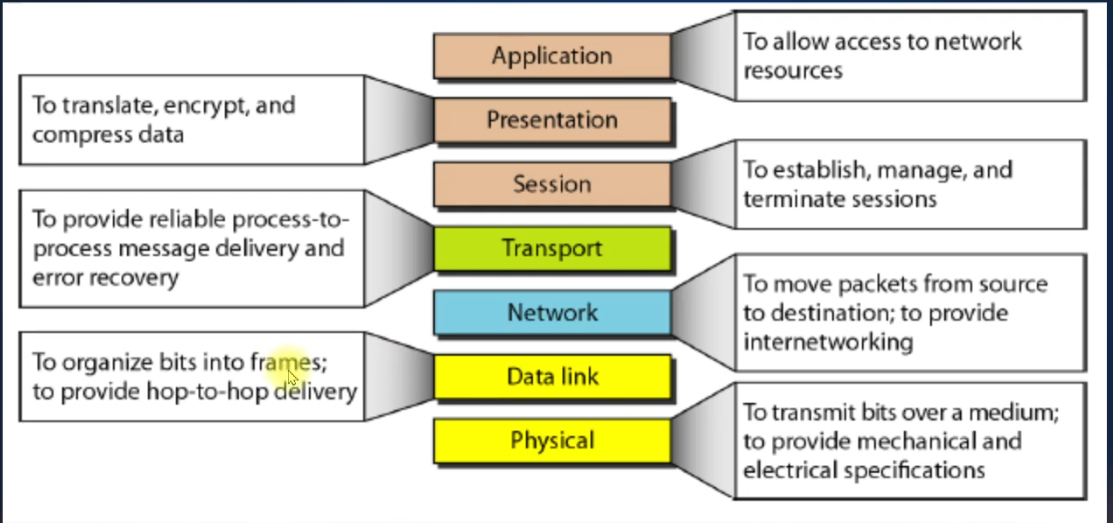 Application
To allow access to network
resources
To translate, encrypt, and
compress data
Presentation
Session
To establish, manage, and
terminate sessions
To provide reliable process-to-
process message delivery and
error recovery
Transport
Network
To move packets from source
to destination; to provide
internetworking
To organize bits into frames;
to provide hop-to-hop delivery
Data link
Physical
To transmit bits over a medium;
to provide mechanical and
electrical specifications